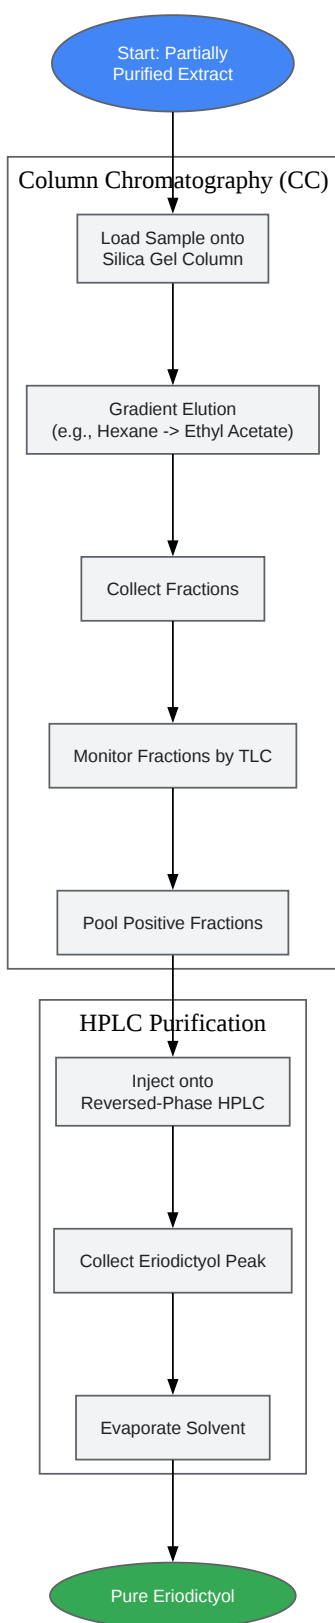 Start: Partially
Purified Extract
Column Chromatography (CC)
Load Sample onto
Silica Gel Column
Gradient Elution
(e.g., Hexane -> Ethyl Acetate)
Collect Fractions
Monitor Fractions by TLC
Pool Positive Fractions
HPLC Purification
Inject onto
Reversed-Phase HPLC
Collect Eriodictyol Peak
Evaporate Solvent
Pure Eriodictyol